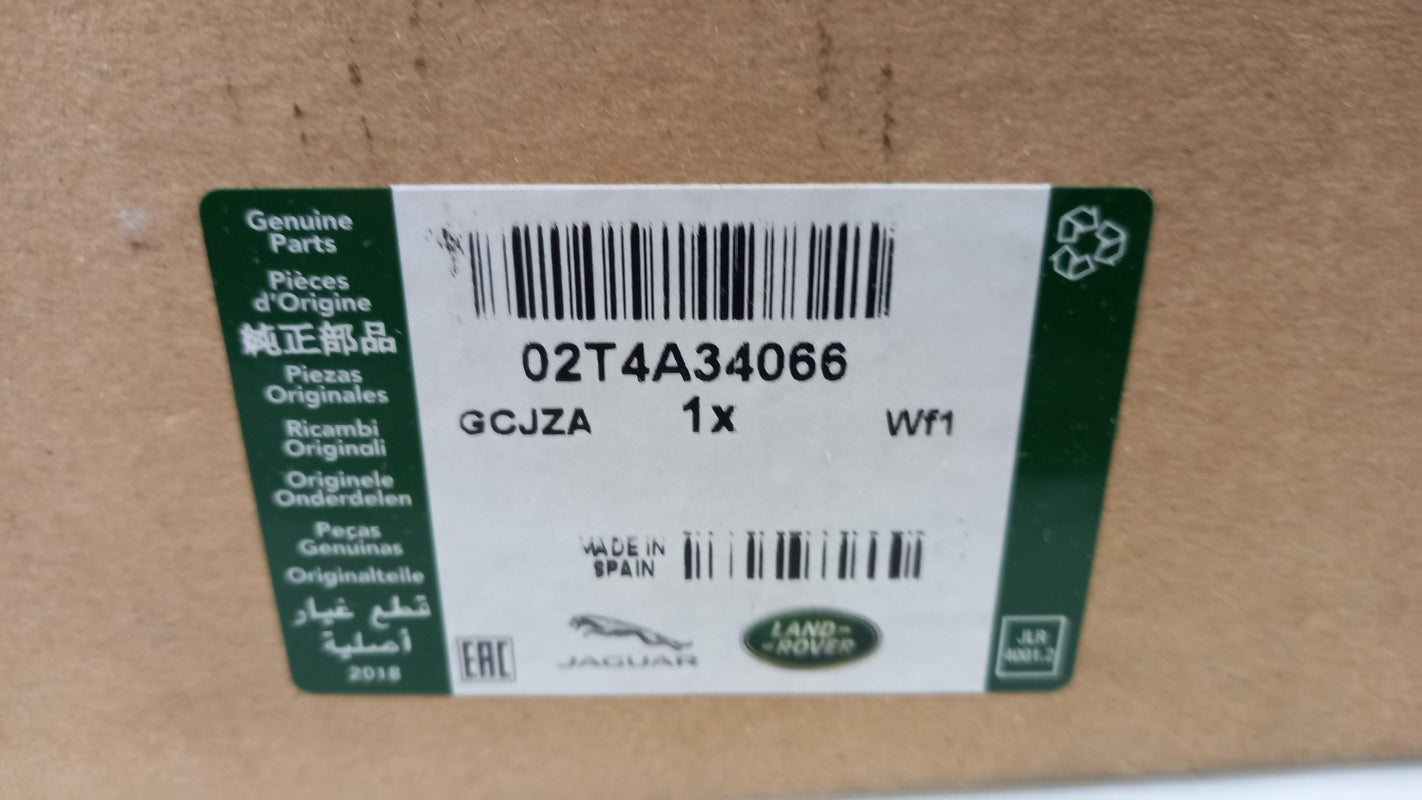 Genuine
Parts
Pièces
d'Origine
純正部品
Piezas
Originales
Ricambi
Originali
Originele
Onderdelen
Peças
Genuinas
Originalteile
قطع غيار
أصلية
2018
02T4A34066
GCJZA 1x Wf1
MADE IN
SPAIN
EAC
JAGUAR
LAND-
-ROVER
JLR
4001.2